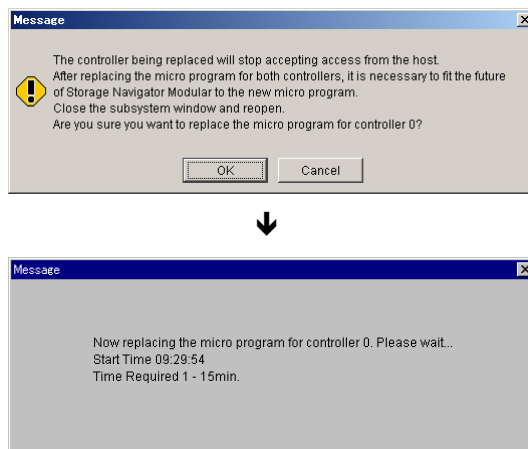 Message
The controller being replaced will stop accepting access from the host.
After replacing the micro program for both controllers, it is necessary to fit the future
of Storage Navigator Modular to the new micro program.
Close the subsystem window and reopen.
Are you sure you want to replace the micro program for controller 0?
OK
Cancel
Message
Now replacing the micro program for controller 0. Please wait...
Start Time 09:29:54
Time Required 1 - 15min.